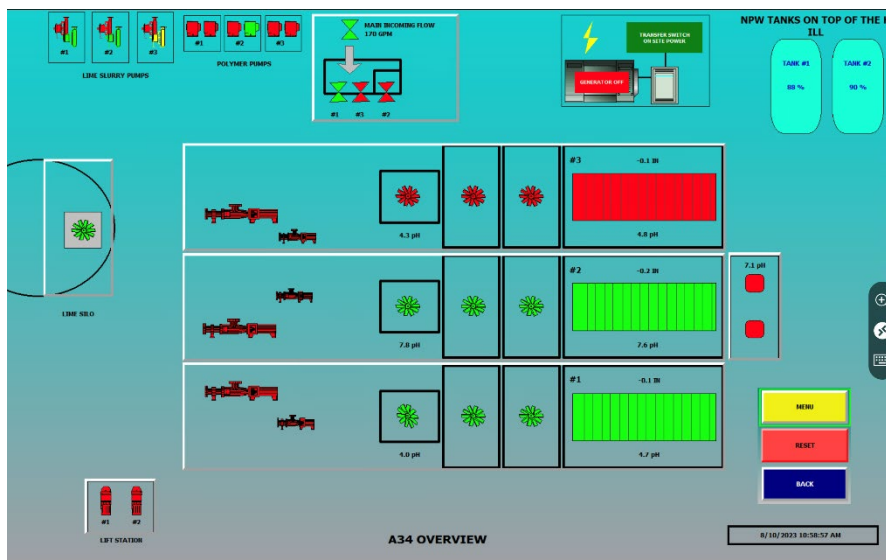 #1
#2
#3
LIME SLURRY PUMPS
#1
#2
#3
POLYMER PUMPS
MAIN INCOMING FLOW
170 GPM
#1
#3
#2
TRANSFER SWITCH
ON SITE POWER
GENERATOR OFF
NPW TANKS ON TOP OF THE
ILL
TANK #1
88 %
TANK #2
90 %
LIME SILO
#3
-0.1 IN
4.3 pH
4.8 pH
#2
-0.2 IN
7.8 pH
7.6 pH
7.1 pH
#1
-0.1 IN
4.0 pH
4.7 pH
MENU
RESET
BACK
#1
#2
LIFT STATION
A34 OVERVIEW
8/10/2023 10:58:57 AM